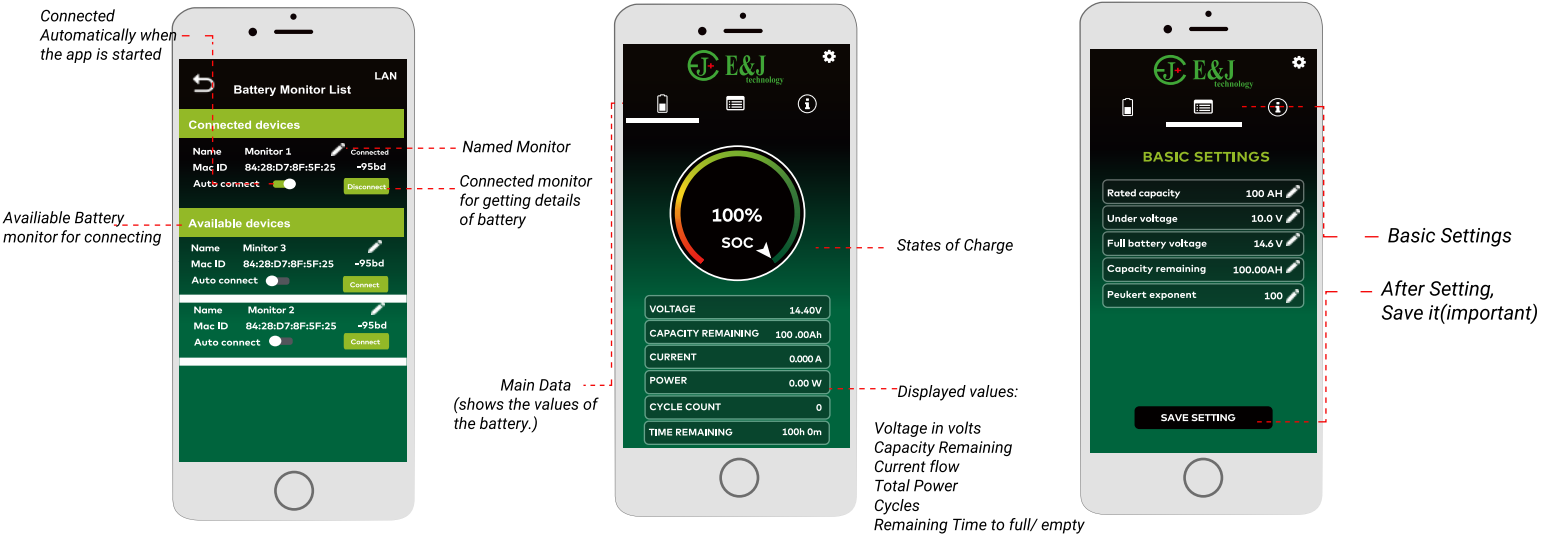 Connected
Automatically when
the app is started
Availiable Battery
monitor for connecting
LAN
Battery Monitor List
Connected devices
Name Monitor 1 Connected
Mac ID 84:28:D7:8F:5F:25 -95bd
Auto connect Disconnect
Available devices
Name Minitor 3
Mac ID 84:28:D7:8F:5F:25 -95bd
Auto connect Connect
Name Monitor 2
Mac ID 84:28:D7:8F:5F:25 -95bd
Auto connect Connect
Named Monitor
Connected monitor
for getting details
of battery
Main Data
(shows the values of
the battery.)
EJ+ E&J
technology
100%
SOC
VOLTAGE 14.40V
CAPACITY REMAINING 100 .00Ah
CURRENT 0.000 A
POWER 0.00 W
CYCLE COUNT 0
TIME REMAINING 100h 0m
States of Charge
Displayed values:
Voltage in volts
Capacity Remaining
Current flow
Total Power
Cycles
Remaining Time to full/ empty
EJ+ E&J
technology
BASIC SETTINGS
Rated capacity 100 AH
Under voltage 10.0 V
Full battery voltage 14.6 V
Capacity remaining 100.00AH
Peukert exponent 100
SAVE SETTING
Basic Settings
After Setting,
Save it(important)